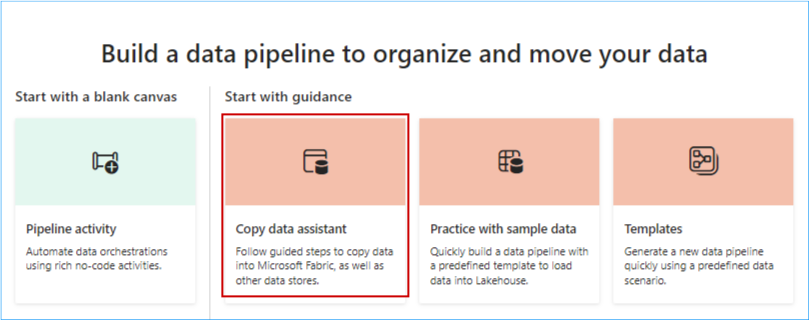 Build a data pipeline to organize and move your data
Start with a blank canvas
Start with guidance
Pipeline activity
Automate data orchestrations
using rich no-code activities.
Copy data assistant
Follow guided steps to copy data
into Microsoft Fabric, as well as
other data stores.
Practice with sample data
Quickly build a data pipeline with
a predefined template to load
data into Lakehouse.
Templates
Generate a new data pipeline
quickly using a predefined data
scenario.